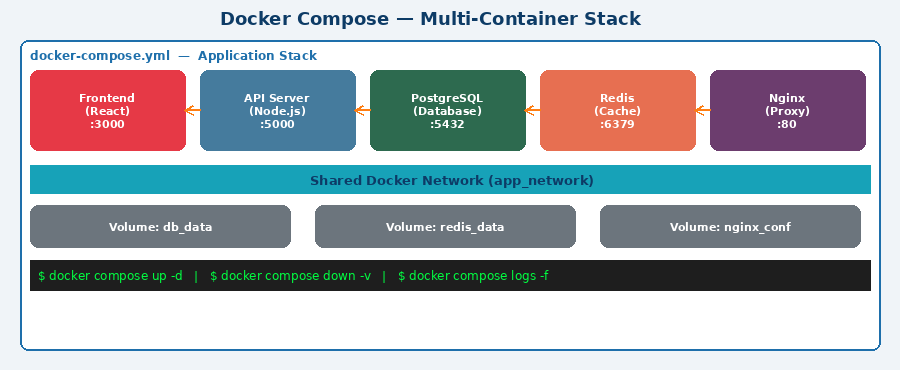 Docker Compose — Multi-Container Stack
docker-compose.yml — Application Stack
Frontend
(React)
:3000
API Server
(Node.js)
:5000
PostgreSQL
(Database)
:5432
Redis
(Cache)
:6379
Nginx
(Proxy)
:80
Shared Docker Network (app_network)
Volume: db_data
Volume: redis_data
Volume: nginx_conf
$ docker compose up -d | $ docker compose down -v | $ docker compose logs -f